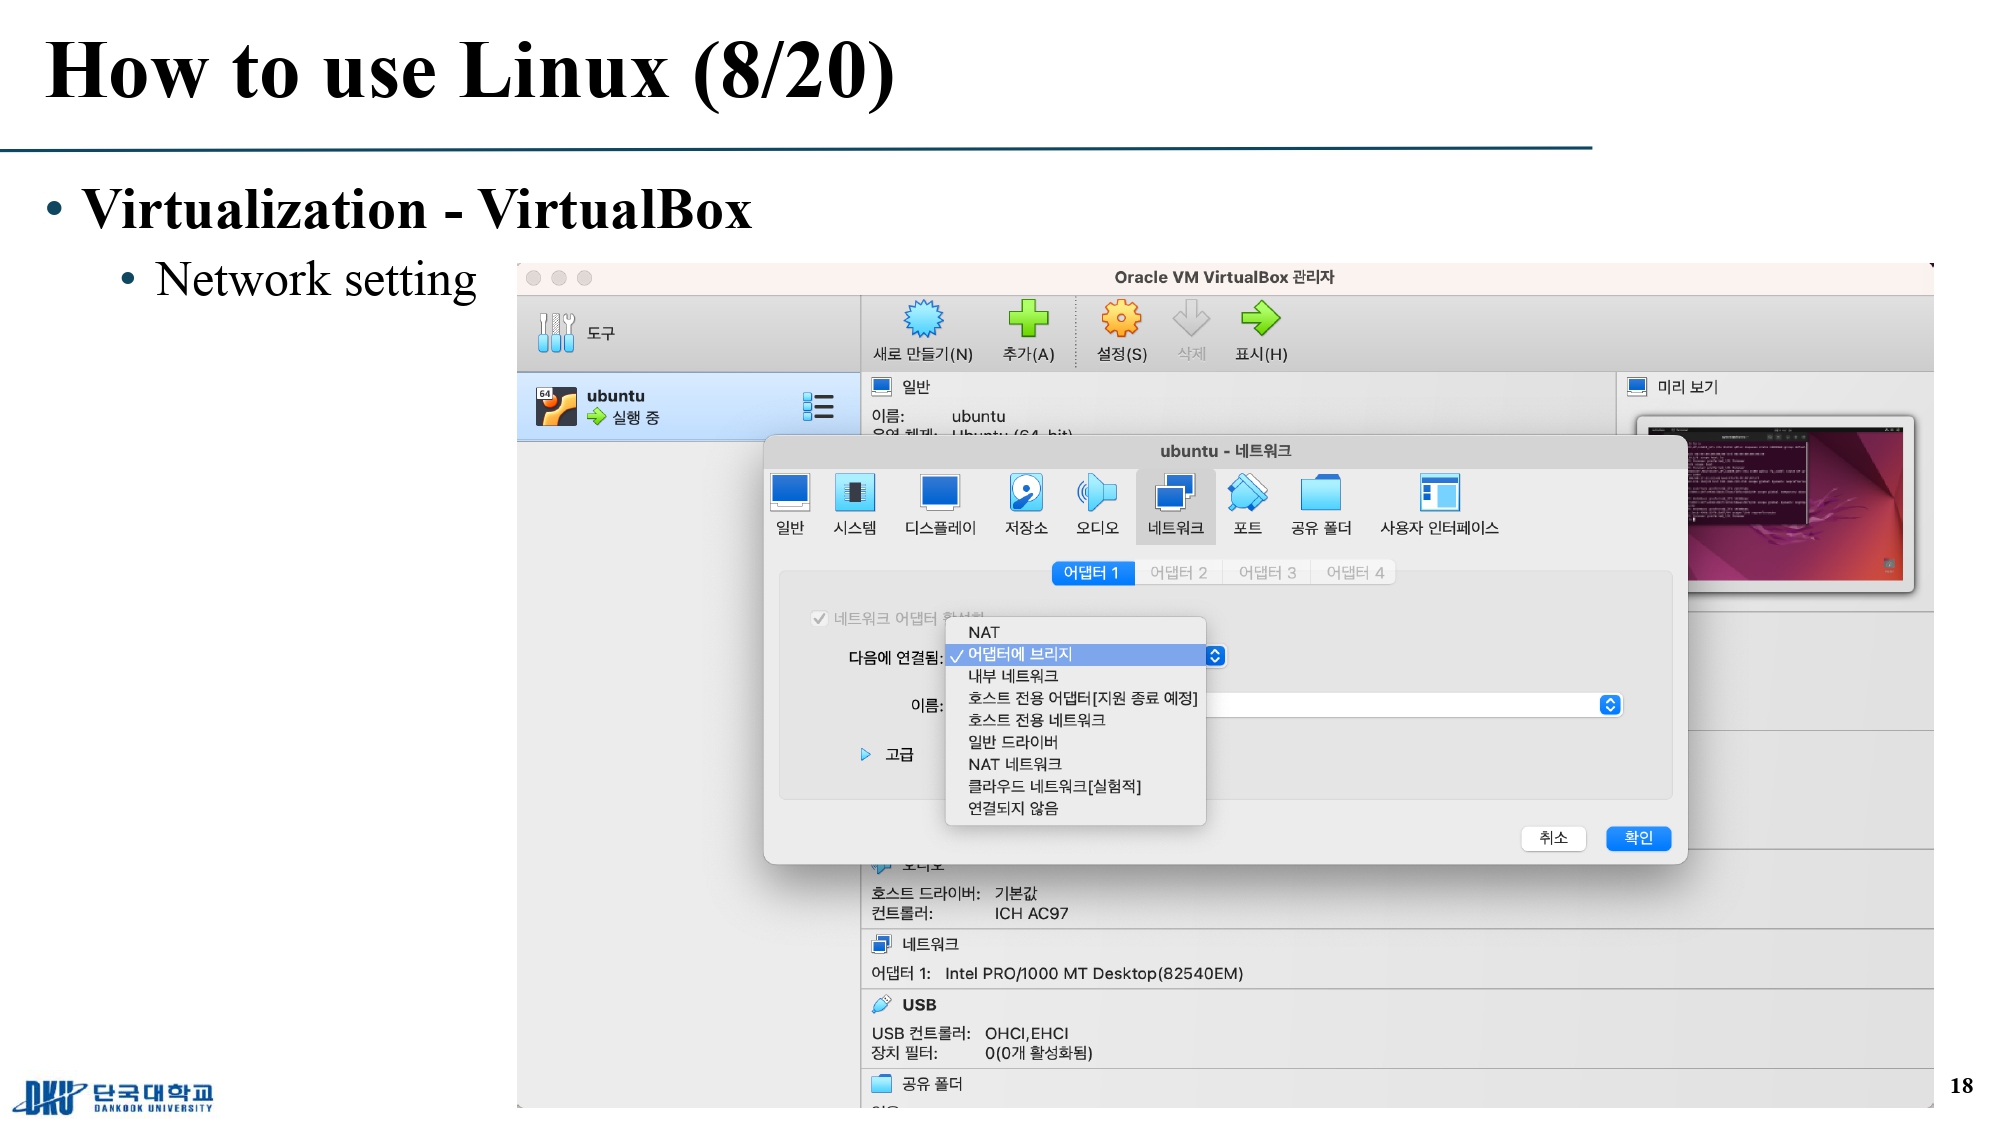 How to use Linux (8/20)
• Virtualization - VirtualBox
• Network setting
Oracle VM VirtualBox 관리자
도구
새로 만들기(N) 추가(A) 설정(S) 삭제 표시(H)
64
ubuntu
실행 중
일반
이름: ubuntu
미리 보기
ubuntu - 네트워크
일반 시스템 디스플레이 저장소 오디오 네트워크 포트 공유 폴더 사용자 인터페이스
어댑터 1 어댑터 2 어댑터 3 어댑터 4
네트워크 어댑터
다음에 연결됨:
NAT
✓ 어댑터에 브리지
내부 네트워크
호스트 전용 어댑터[지원 종료 예정]
호스트 전용 네트워크
일반 드라이버
NAT 네트워크
클라우드 네트워크[실험적]
연결되지 않음
이름:
고급
취소 확인
호스트 드라이버: 기본값
컨트롤러: ICH AC97
네트워크
어댑터 1: Intel PRO/1000 MT Desktop(82540EM)
USB
USB 컨트롤러: OHCI,EHCI
장치 필터: 0(0개 활성화됨)
공유 폴더
DKU 단국대학교
DANKOOK UNIVERSITY
18